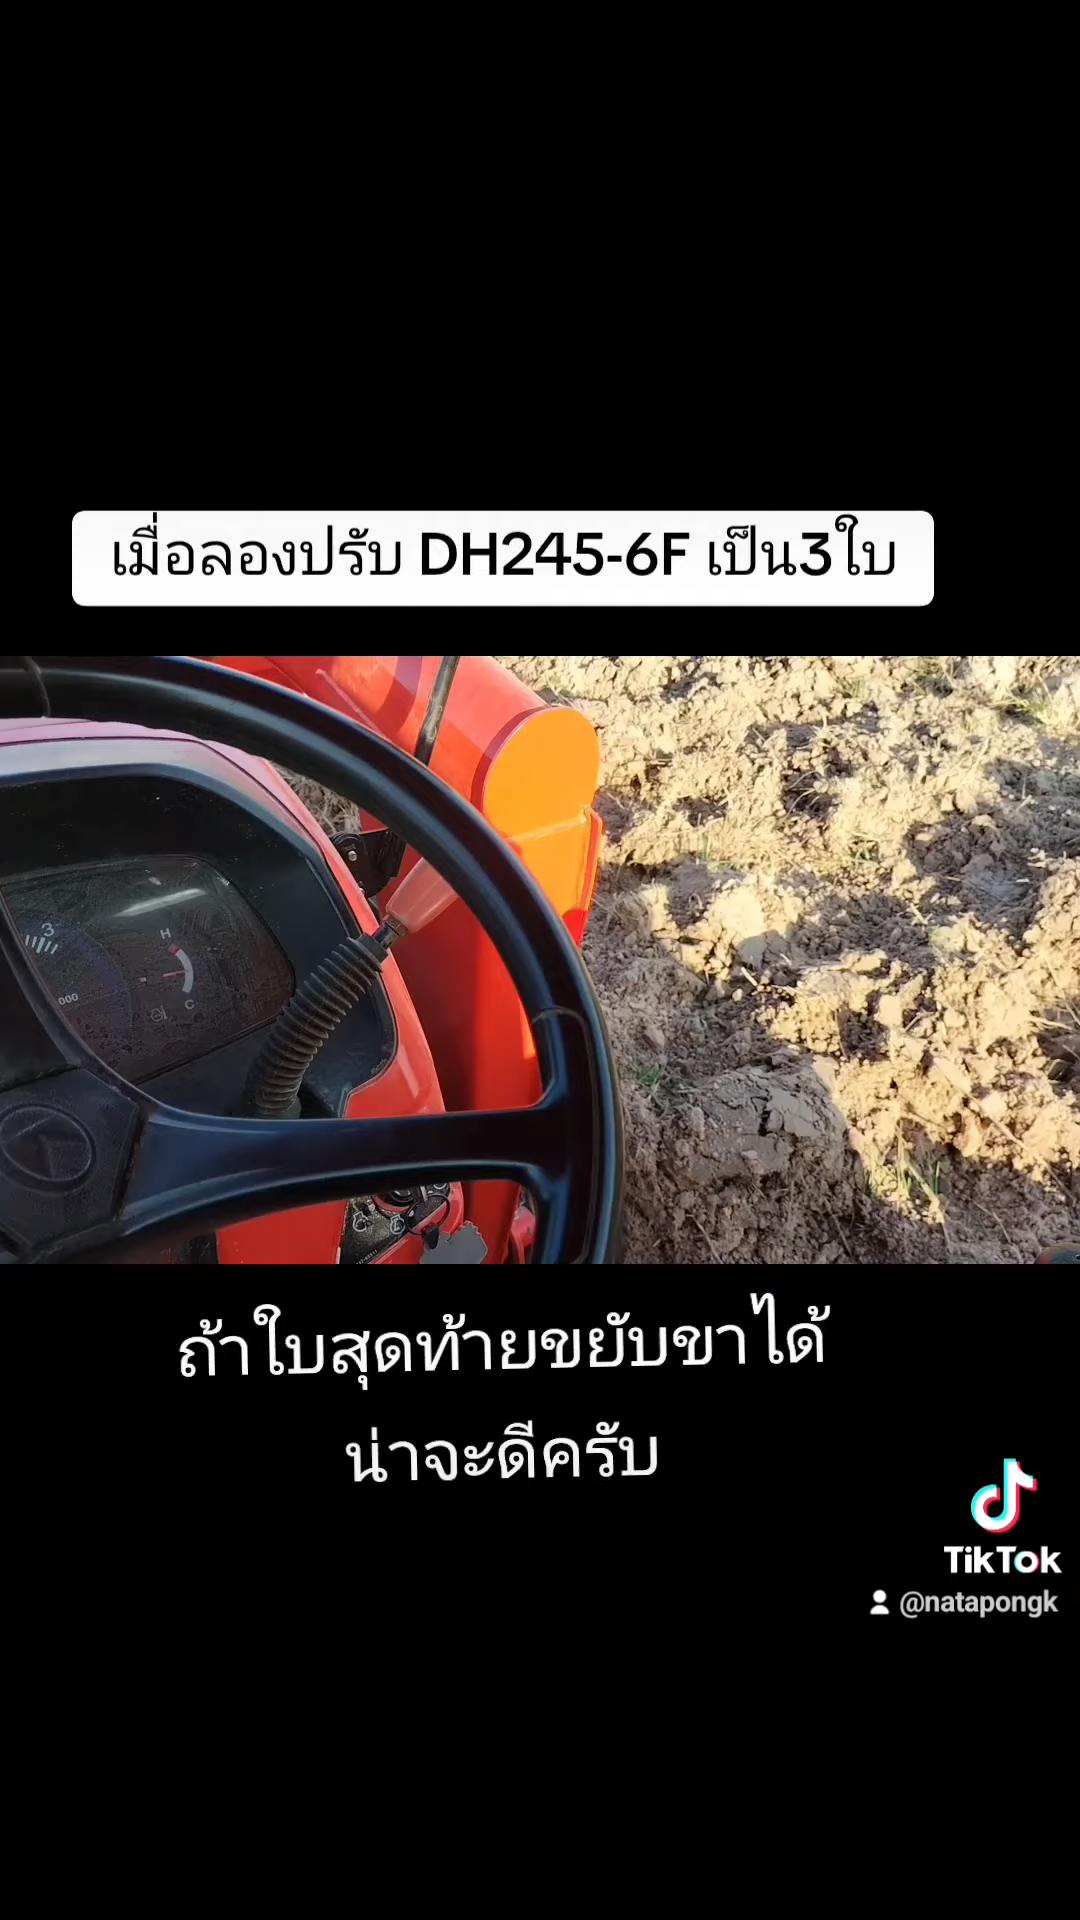 เมื่อลองปรับ DH245-6F เป็น3ใบ
3
H
000
C
ถ้าใบสุดท้ายขยับขาได้
น่าจะดีครับ
TikTok
@natapongk